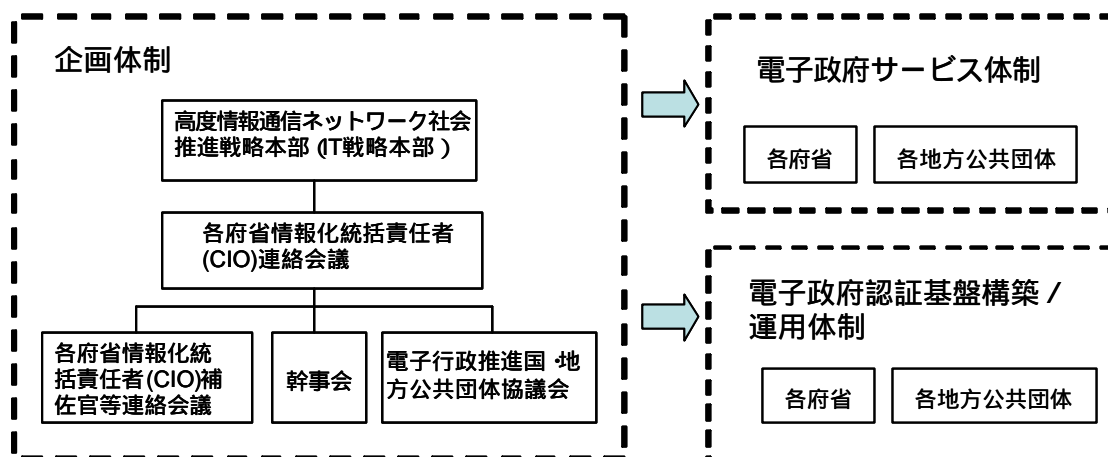 企画体制
高度情報通信ネットワーク社会
推進戦略本部(IT戦略本部)
各府省情報化統括責任者
(CIO)連絡会議
各府省情報化統
括責任者(CIO)補
佐官等連絡会議
幹事会
電子行政推進国・地
方公共団体協議会
電子政府サービス体制
各府省
各地方公共団体
電子政府認証基盤構築/
運用体制
各府省
各地方公共団体